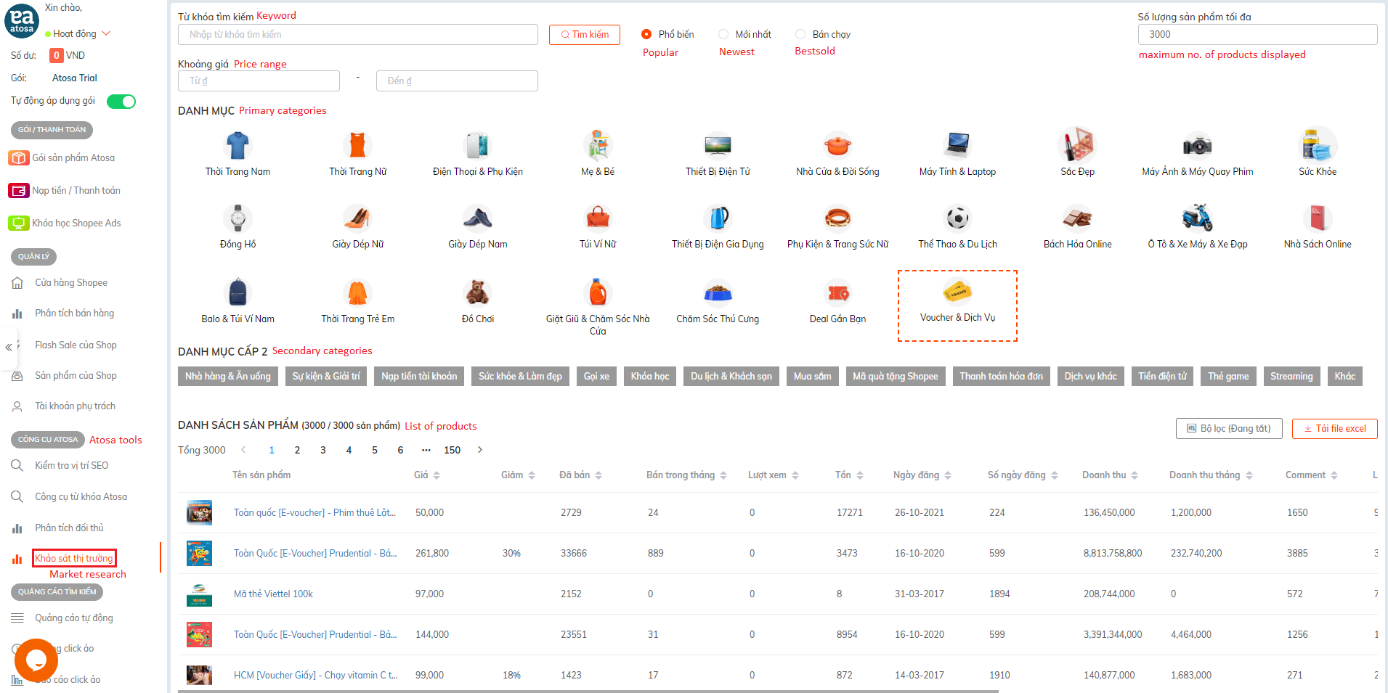 ea
atosa
Xin chào,
Hoạt động
Số dư: 0 VND
Gói: Atosa Trial
Tự động áp dụng gói
GÓI / THANH TOÁN
Gói sản phẩm Atosa
Nạp tiền / Thanh toán
Khóa học Shopee Ads
QUẢN LÝ
Cửa hàng Shopee
Phân tích bán hàng
Flash Sale của Shop
Sản phẩm của Shop
Tài khoản phụ trách
CÔNG CỤ ATOSA Atosa tools
Kiểm tra vị trí SEO
Công cụ từ khóa Atosa
Phân tích đối thủ
Khảo sát thị trường
Market research
QUẢNG CÁO TÌM KIẾM
Quảng cáo tự động
click ảo
cáo click ảo
Từ khóa tìm kiếm Keyword
Nhập từ khóa tìm kiếm
Tìm kiếm
Phổ biến Mới nhất Bán chạy
Popular Newest Bestsold
Số lượng sản phẩm tối đa
3000
maximum no. of products displayed
Khoảng giá Price range
Từ ₫ - Đến ₫
DANH MỤC Primary categories
Thời Trang Nam Thời Trang Nữ Điện Thoại & Phụ Kiện Mẹ & Bé Thiết Bị Điện Tử Nhà Cửa & Đời Sống Máy Tính & Laptop Sắc Đẹp Máy Ảnh & Máy Quay Phim Sức Khỏe
Đồng Hồ Giày Dép Nữ Giày Dép Nam Túi Ví Nữ Thiết Bị Điện Gia Dụng Phụ Kiện & Trang Sức Nữ Thể Thao & Du Lịch Bách Hóa Online Ô Tô & Xe Máy & Xe Đạp Nhà Sách Online
Balo & Túi Ví Nam Thời Trang Trẻ Em Đồ Chơi Giặt Giũ & Chăm Sóc Nhà Cửa Chăm Sóc Thú Cưng Deal Gần Bạn Voucher & Dịch Vụ
DANH MỤC CẤP 2 Secondary categories
Nhà hàng & Ăn uống Sự kiện & Giải trí Nạp tiền tài khoản Sức khỏe & Làm đẹp Gọi xe Khóa học Du lịch & Khách sạn Mua sắm Mã quà tặng Shopee Thanh toán hóa đơn Dịch vụ khác Tiền điện tử Thẻ game Streaming Khác
DANH SÁCH SẢN PHẨM (3000 / 3000 sản phẩm) List of products
Bộ lọc (Đang tắt) Tải file excel
Tổng 3000 1 2 3 4 5 6 ••• 150
Tên sản phẩm Giá Giảm Đã bán Bán trong tháng Lượt xem Tồn Ngày đăng Số ngày đăng Doanh thu Doanh thu tháng Comment L
Toàn quốc [E-voucher] - Phim thuê Lật... 50,000 2729 24 0 17271 26-10-2021 224 136,450,000 1,200,000 1650
Toàn Quốc [E-Voucher] Prudential - Bả... 261,800 30% 33666 889 0 3473 16-10-2020 599 8,813,758,800 232,740,200 3885
Mã thẻ Viettel 100k 97,000 2152 0 0 8 31-03-2017 1894 208,744,000 0 572
Toàn Quốc [E-Voucher] Prudential - Bả... 144,000 23551 31 0 8954 16-10-2020 599 3,391,344,000 4,464,000 1256
HCM [Voucher Giấy] - Chạy vitamin C t... 99,000 18% 1423 17 0 872 14-03-2017 1910 140,877,000 1,683,000 271